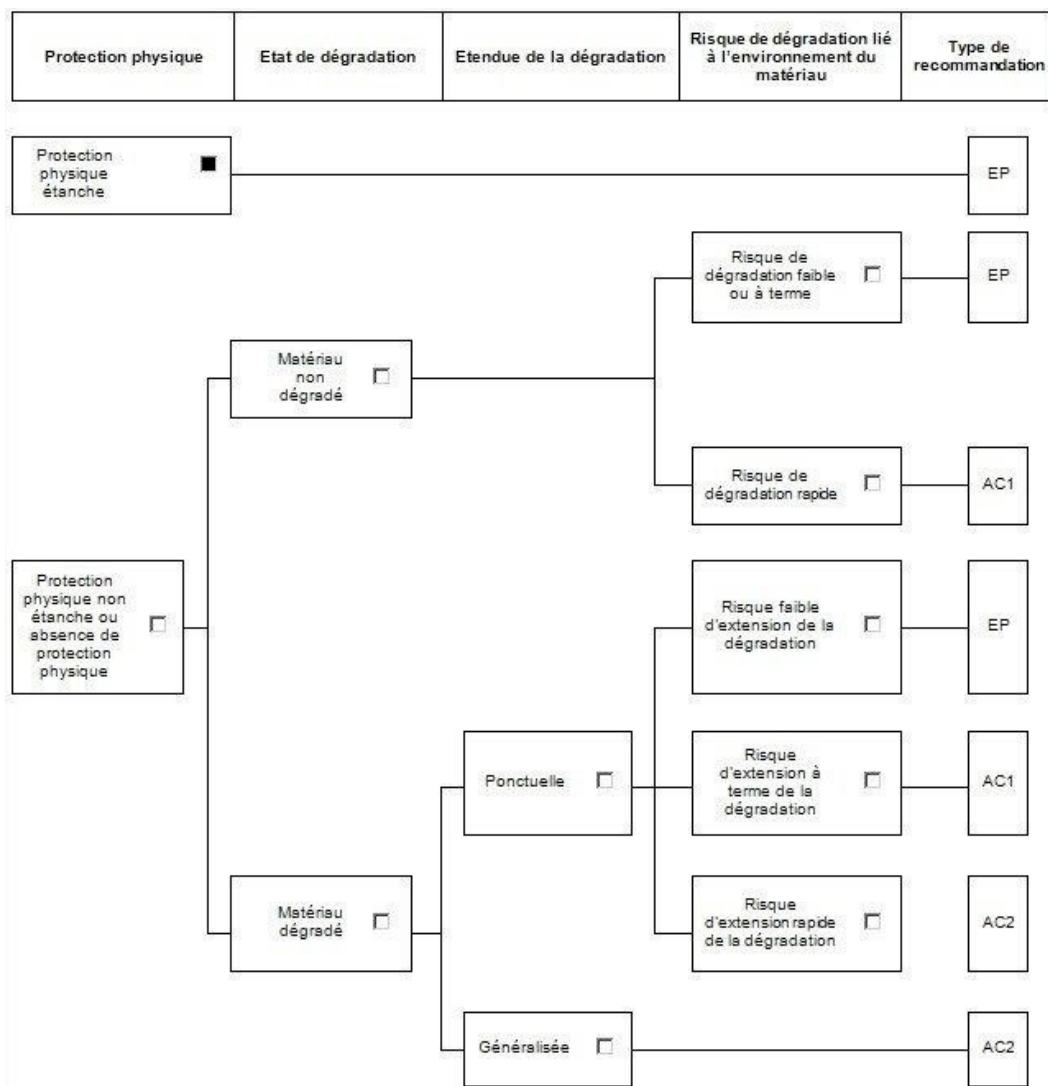 Protection physique
Etat de dégradation
Etendue de la dégradation
Risque de dégradation lié
à l'environnement du
matériau
Type de
recommandation
Protection
physique
étanche
EP
Risque de
dégradation faible
ou à terme
EP
Matériau
non
dégradé
Risque de
dégradation rapide
AC1
Protection
physique non
étanche ou
absence de
protection
physique
Risque faible
d'extension de la
dégradation
EP
Ponctuelle
Risque
d'extension à
terme de la
dégradation
AC1
Matériau
dégradé
Risque
d'extension rapide
de la dégradation
AC2
Généralisée
AC2